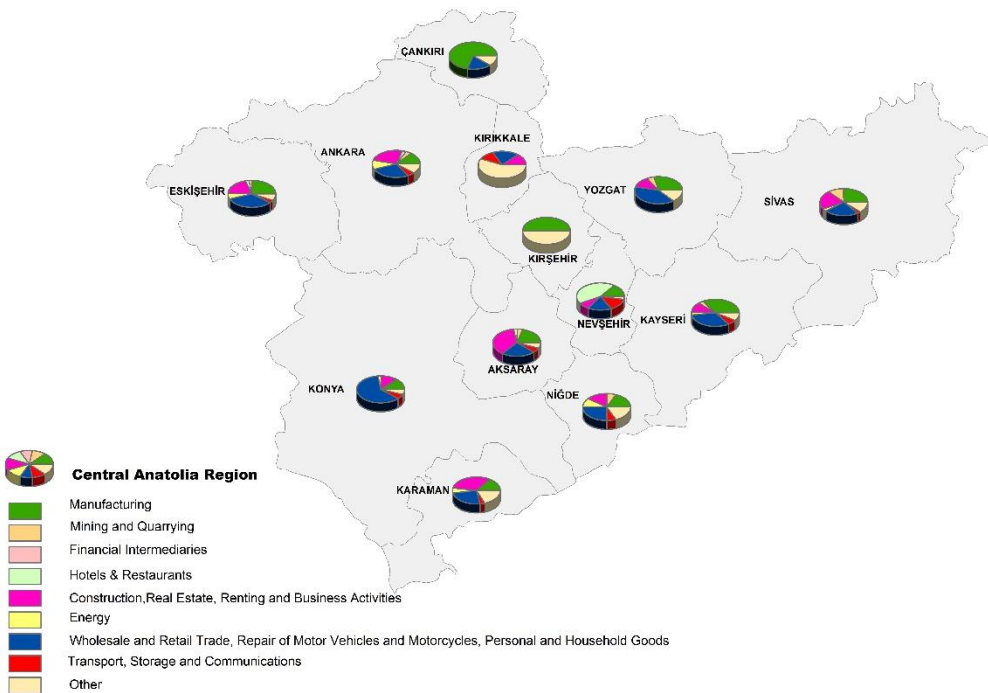 ÇANKIRI
KIRIKKALE
ANKARA
ESKİŞEHİR
YOZGAT
SİVAS
KIRŞEHİR
NEVŞEHİR
KAYSERİ
AKSARAY
KONYA
NİĞDE
KARAMAN
Central Anatolia Region
Manufacturing
Mining and Quarrying
Financial Intermediaries
Hotels & Restaurants
Construction,Real Estate, Renting and Business Activities
Energy
Wholesale and Retail Trade, Repair of Motor Vehicles and Motorcycles, Personal and Household Goods
Transport, Storage and Communications
Other